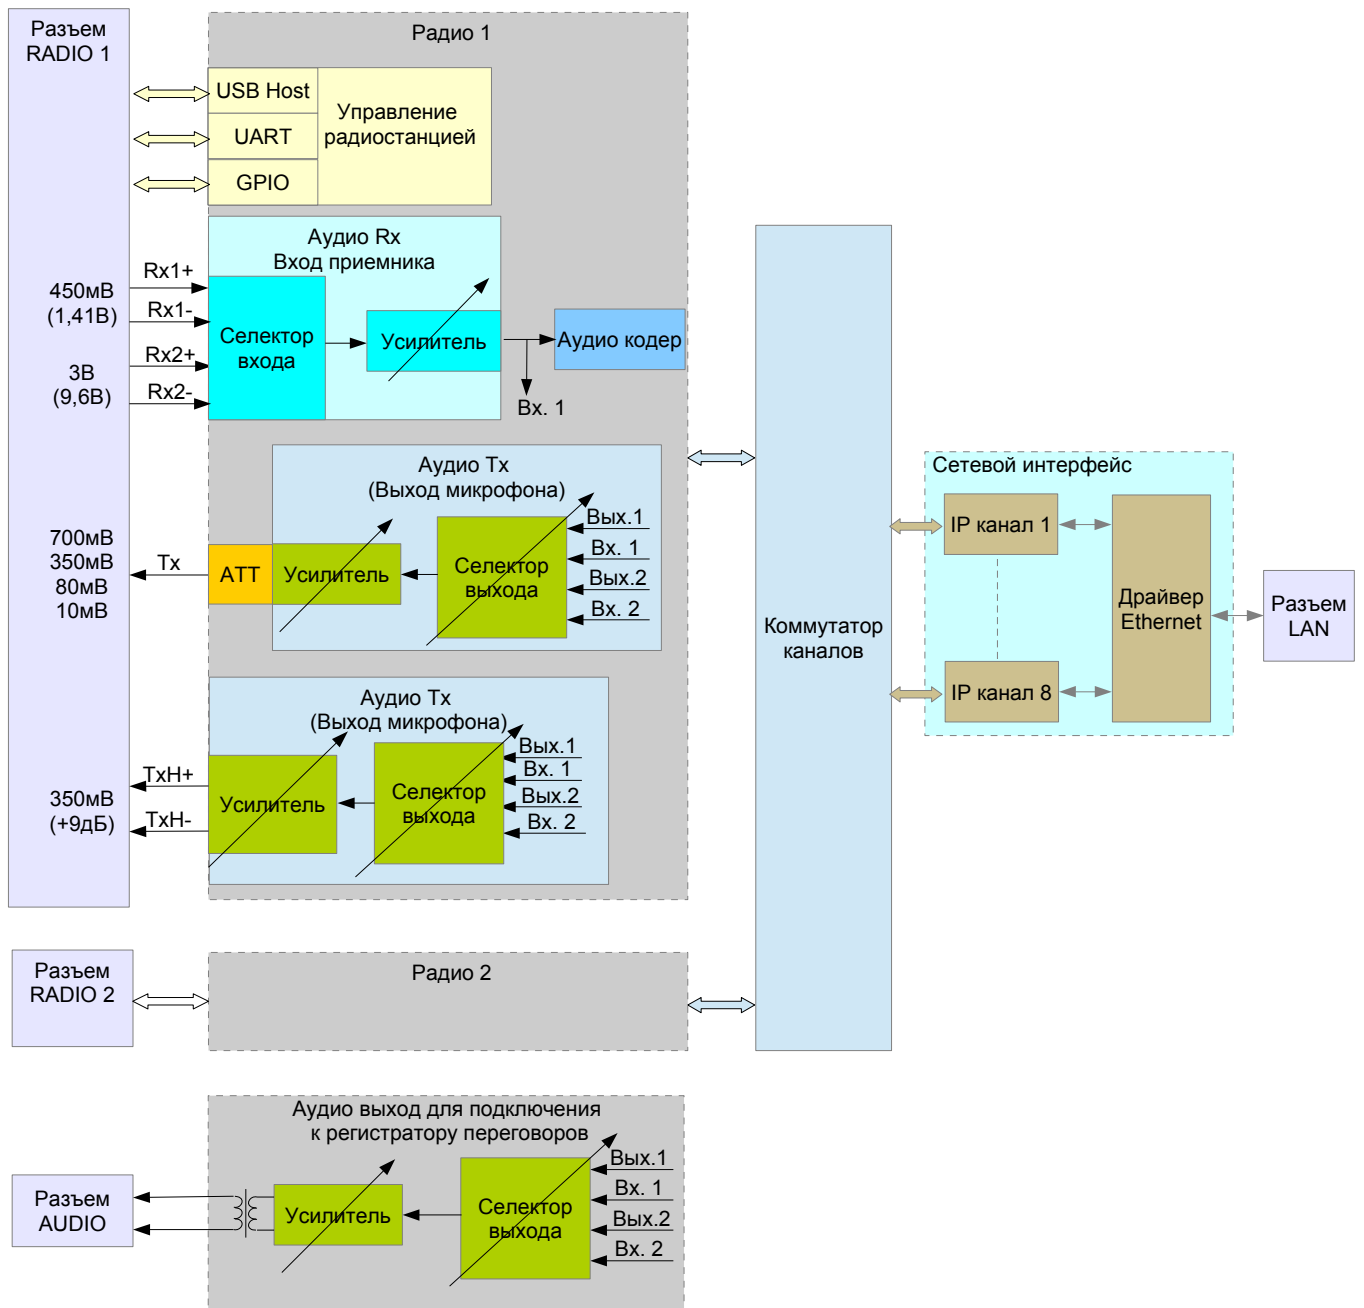 Разъем
RADIO 1
Радио 1
USB Host
UART
GPIO
Управление
радиостанцией
Аудио Rx
Вход приемника
450мВ
(1,41В)
3В
(9,6В)
Rx1+
Rx1-
Rx2+
Rx2-
Селектор
входа
Усилитель
Аудио кодер
Вх. 1
Аудио Тх
(Выход микрофона)
700мВ
350мВ
80мВ
10мВ
Tx
ATT
Усилитель
Селектор
выхода
Вых.1
Вх. 1
Вых.2
Вх. 2
Аудио Тх
(Выход микрофона)
350мВ
(+9дБ)
TxH+
TxH-
Усилитель
Селектор
выхода
Вых.1
Вх. 1
Вых.2
Вх. 2
Коммутатор
каналов
Сетевой интерфейс
IP канал 1
IP канал 8
Драйвер
Ethernet
Разъем
LAN
Разъем
RADIO 2
Радио 2
Аудио выход для подключения
к регистратору переговоров
Разъем
AUDIO
Усилитель
Селектор
выхода
Вых.1
Вх. 1
Вых.2
Вх. 2